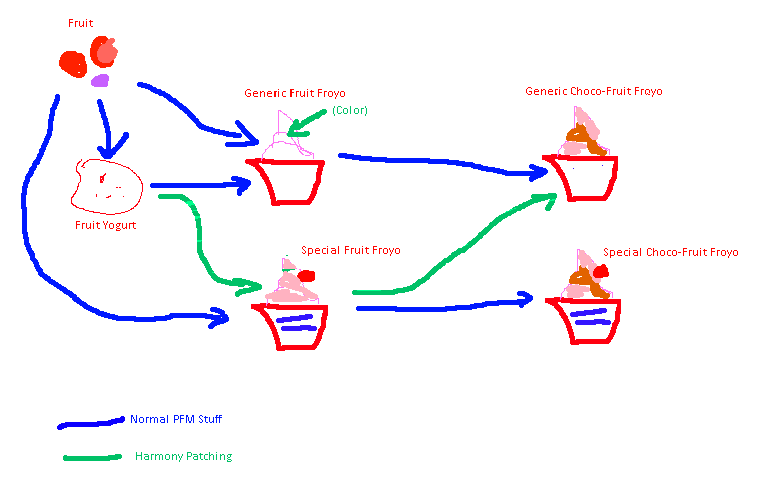 Fruit
Generic Fruit Froyo
Generic Choco-Fruit Froyo
(Color)
Fruit Yogurt
Special Fruit Froyo
Special Choco-Fruit Froyo
Normal PFM Stuff
Harmony Patching